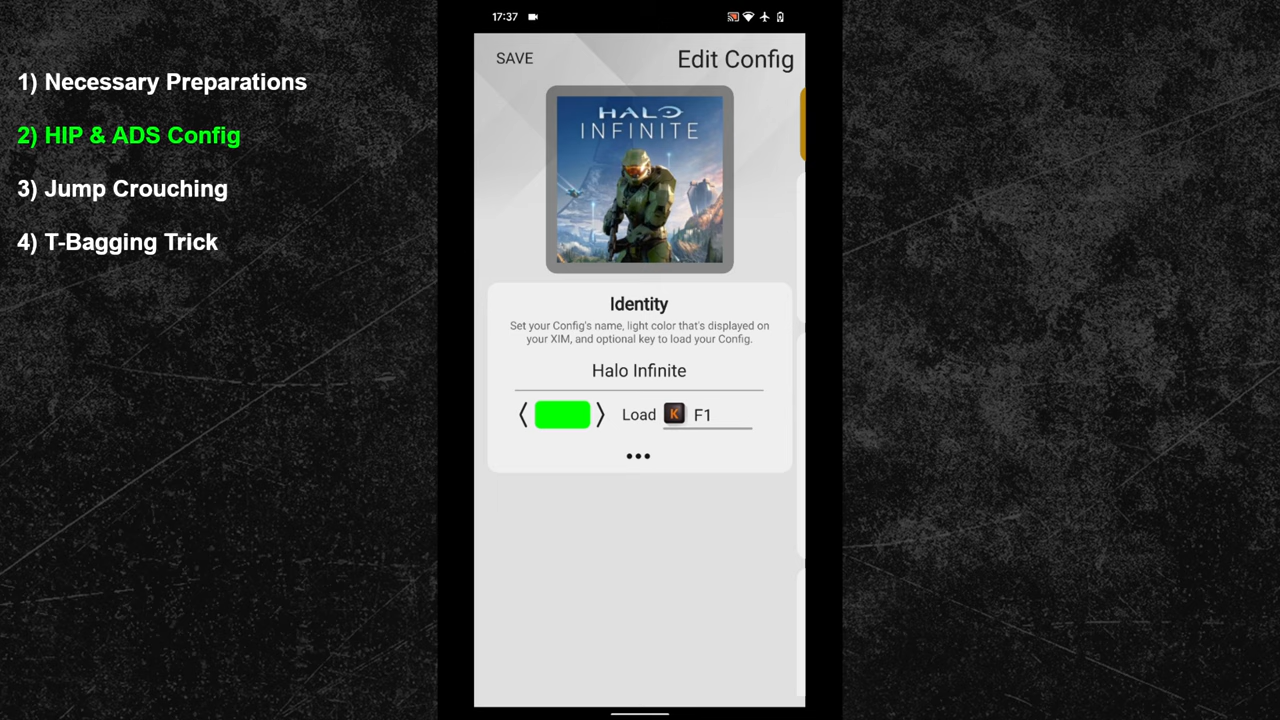 1) Necessary Preparations
2) HIP & ADS Config
3) Jump Crouching
4) T-Bagging Trick
17:37
SAVE
Edit Config
HALO
INFINITE
Identity
Set your Config's name, light color that's displayed on
your XIM, and optional key to load your Config.
Halo Infinite
Load K F1